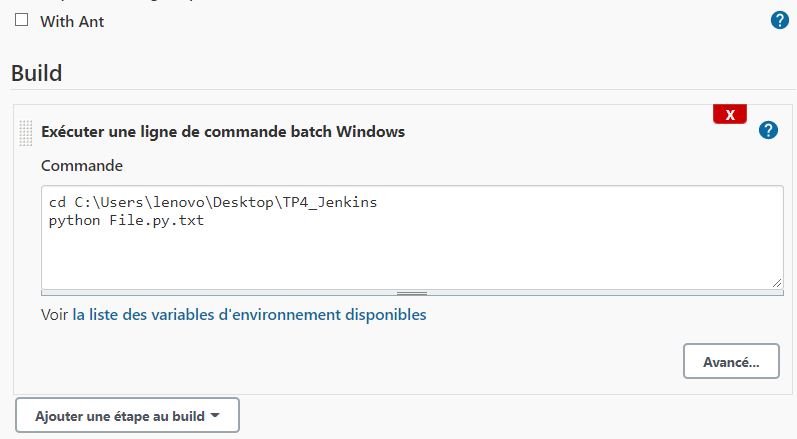 With Ant
Build
X
Exécuter une ligne de commande batch Windows
Commande
cd C:\Users\lenovo\Desktop\TP4_Jenkins
python File.py.txt
Voir la liste des variables d'environnement disponibles
Avancé...
Ajouter une étape au build